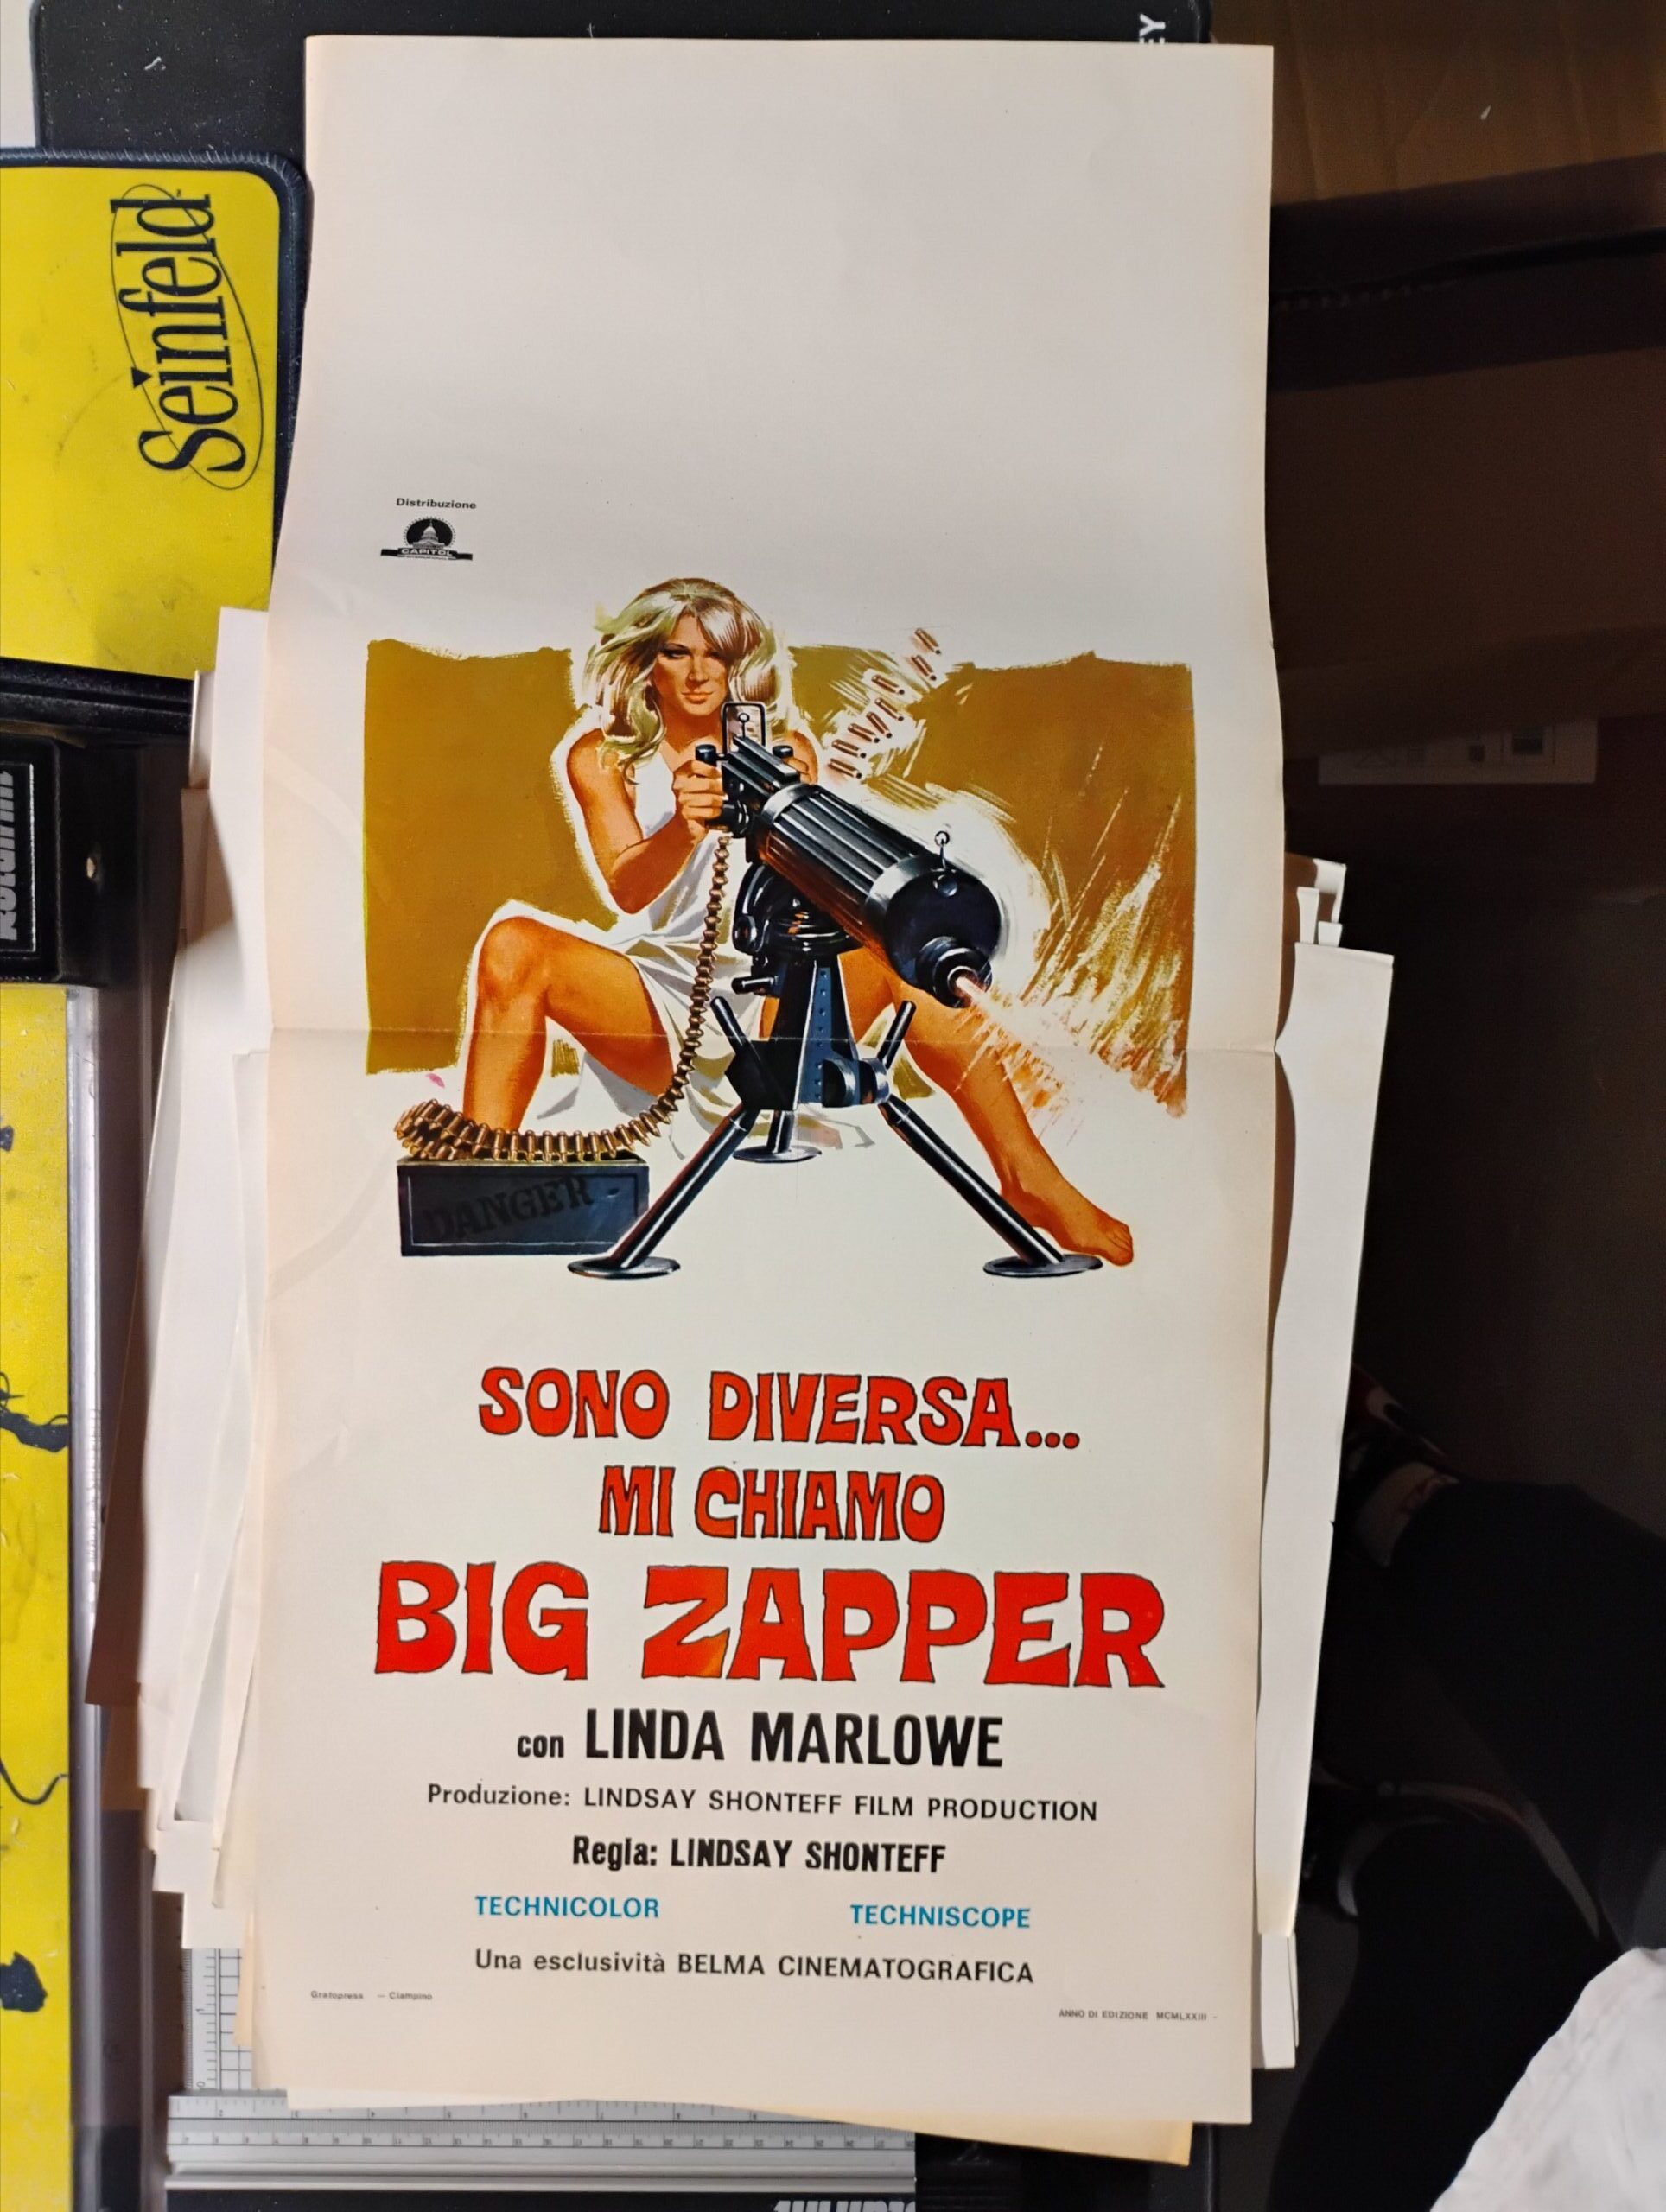 Seinfeld
Distribuzione
CAPITOL
DANGER
SONO DIVERSA...
MI CHIAMO
BIG ZAPPER
con LINDA MARLOWE
Produzione: LINDSAY SHONTEFF FILM PRODUCTION
Regia: LINDSAY SHONTEFF
TECHNICOLOR TECHNISCOPE
Una esclusività BELMA CINEMATOGRAFICA
Grafopress — Ciampino
ANNO DI EDIZIONE MCMLXXIII -